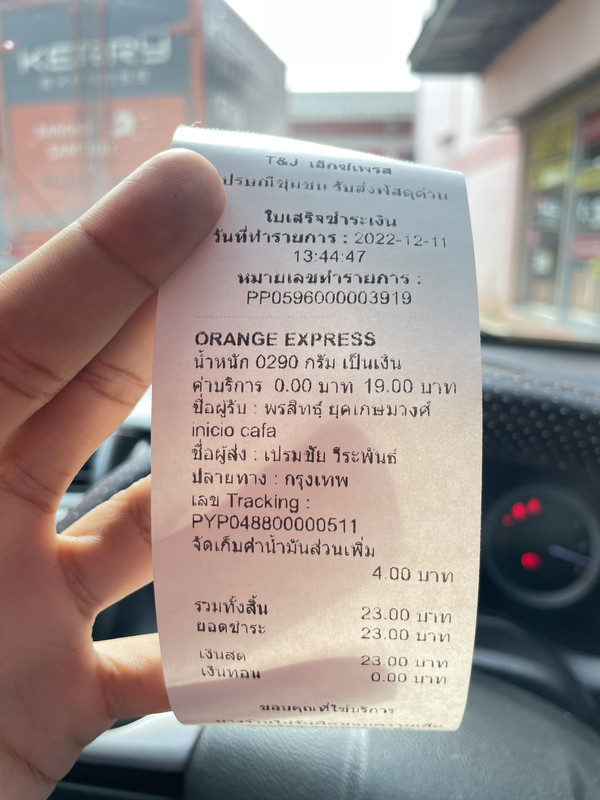 KERRY
EXPRESS
T&J เอ็กซ์เพรส
ไปรษณีชุมชน รับส่งพัสดุด่วน
ใบเสร็จชำระเงิน
วันที่ทำรายการ : 2022-12-11
13:44:47
หมายเลขทำรายการ :
PP0596000003919
ORANGE EXPRESS
น้ำหนัก 0290 กรัม เป็นเงิน
ค่าบริการ 0.00 บาท 19.00 บาท
ชื่อผู้รับ : พรสิทธุ์ ยุคเกษมวงศ์
inicio cafa
ชื่อผู้ส่ง : เปรมชัย วีระพันธ์
ปลายทาง : กรุงเทพ
เลข Tracking :
PYP048800000511
จัดเก็บค่าน้ำมันส่วนเพิ่ม
4.00 บาท
รวมทั้งสิ้น 23.00 บาท
ยอดชำระ 23.00 บาท
เงินสด 23.00 บาท
เงินทอน 0.00 บาท
ขอบคุณที่ใช้บริการ